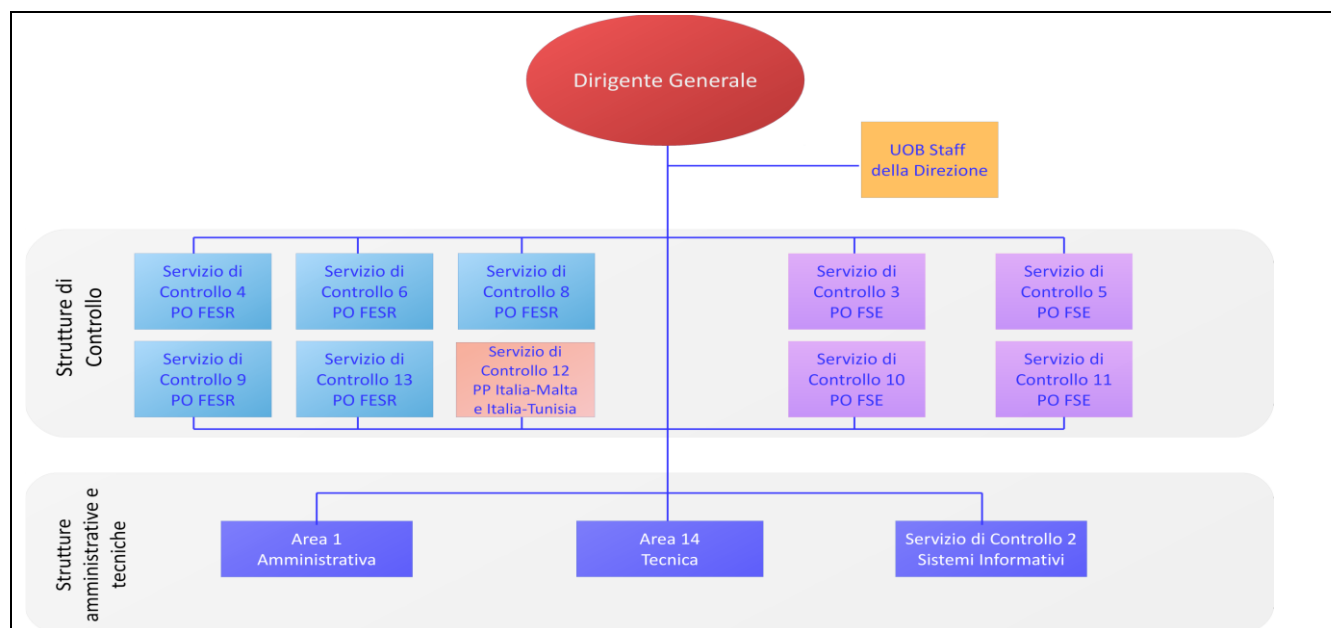 Dirigente Generale
UOB Staff
della Direzione
Strutture di
Controllo
Servizio di
Controllo 4
PO FESR
Servizio di
Controllo 6
PO FESR
Servizio di
Controllo 8
PO FESR
Servizio di
Controllo 3
PO FSE
Servizio di
Controllo 5
PO FSE
Servizio di
Controllo 9
PO FESR
Servizio di
Controllo 13
PO FESR
Servizio di
Controllo 12
PP Italia-Malta
e Italia-Tunisia
Servizio di
Controllo 10
PO FSE
Servizio di
Controllo 11
PO FSE
Strutture
amministrative e
tecniche
Area 1
Amministrativa
Area 14
Tecnica
Servizio di Controllo 2
Sistemi Informativi